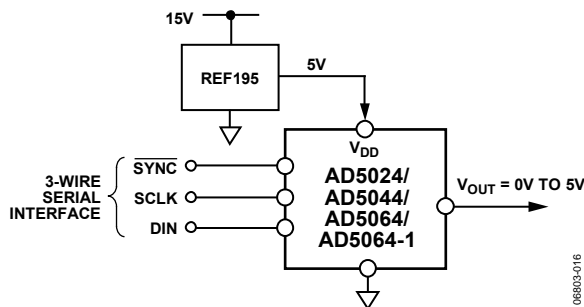 15V
REF195
5V
VDD
3-WIRE
SERIAL
INTERFACE
SYNC
SCLK
DIN
AD5024/
AD5044/
AD5064/
AD5064-1
VOUT = 0V TO 5V
06803-016